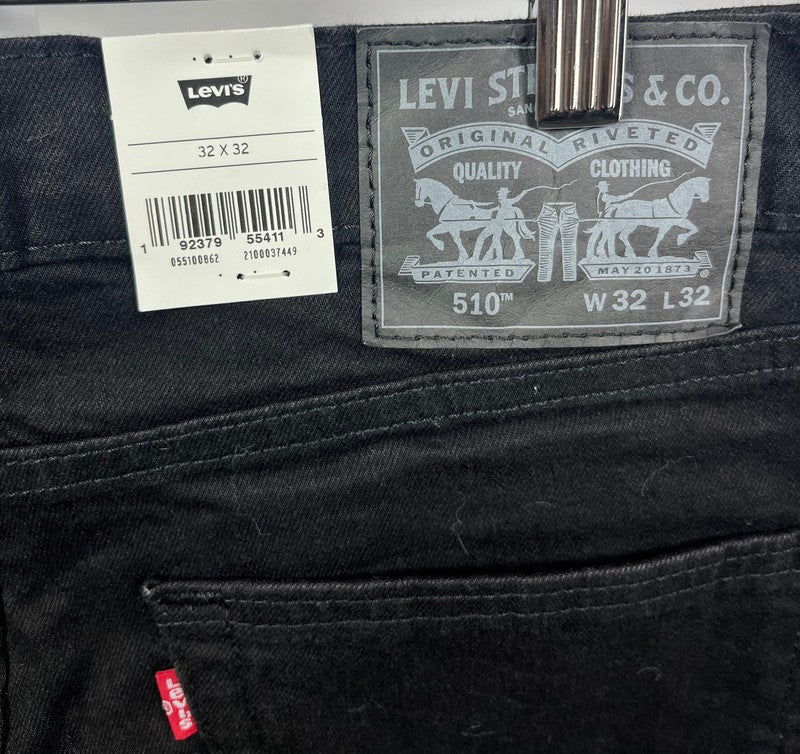 LEVI'S®
32 X 32
1 92379 55411 3
055100862 2100037449
LEVI ST S & CO.
SAN
ORIGINAL RIVETED
QUALITY CLOTHING
PATENTED MAY 20 1873 ®
510™ W 32 L 32
LEVI'S
®